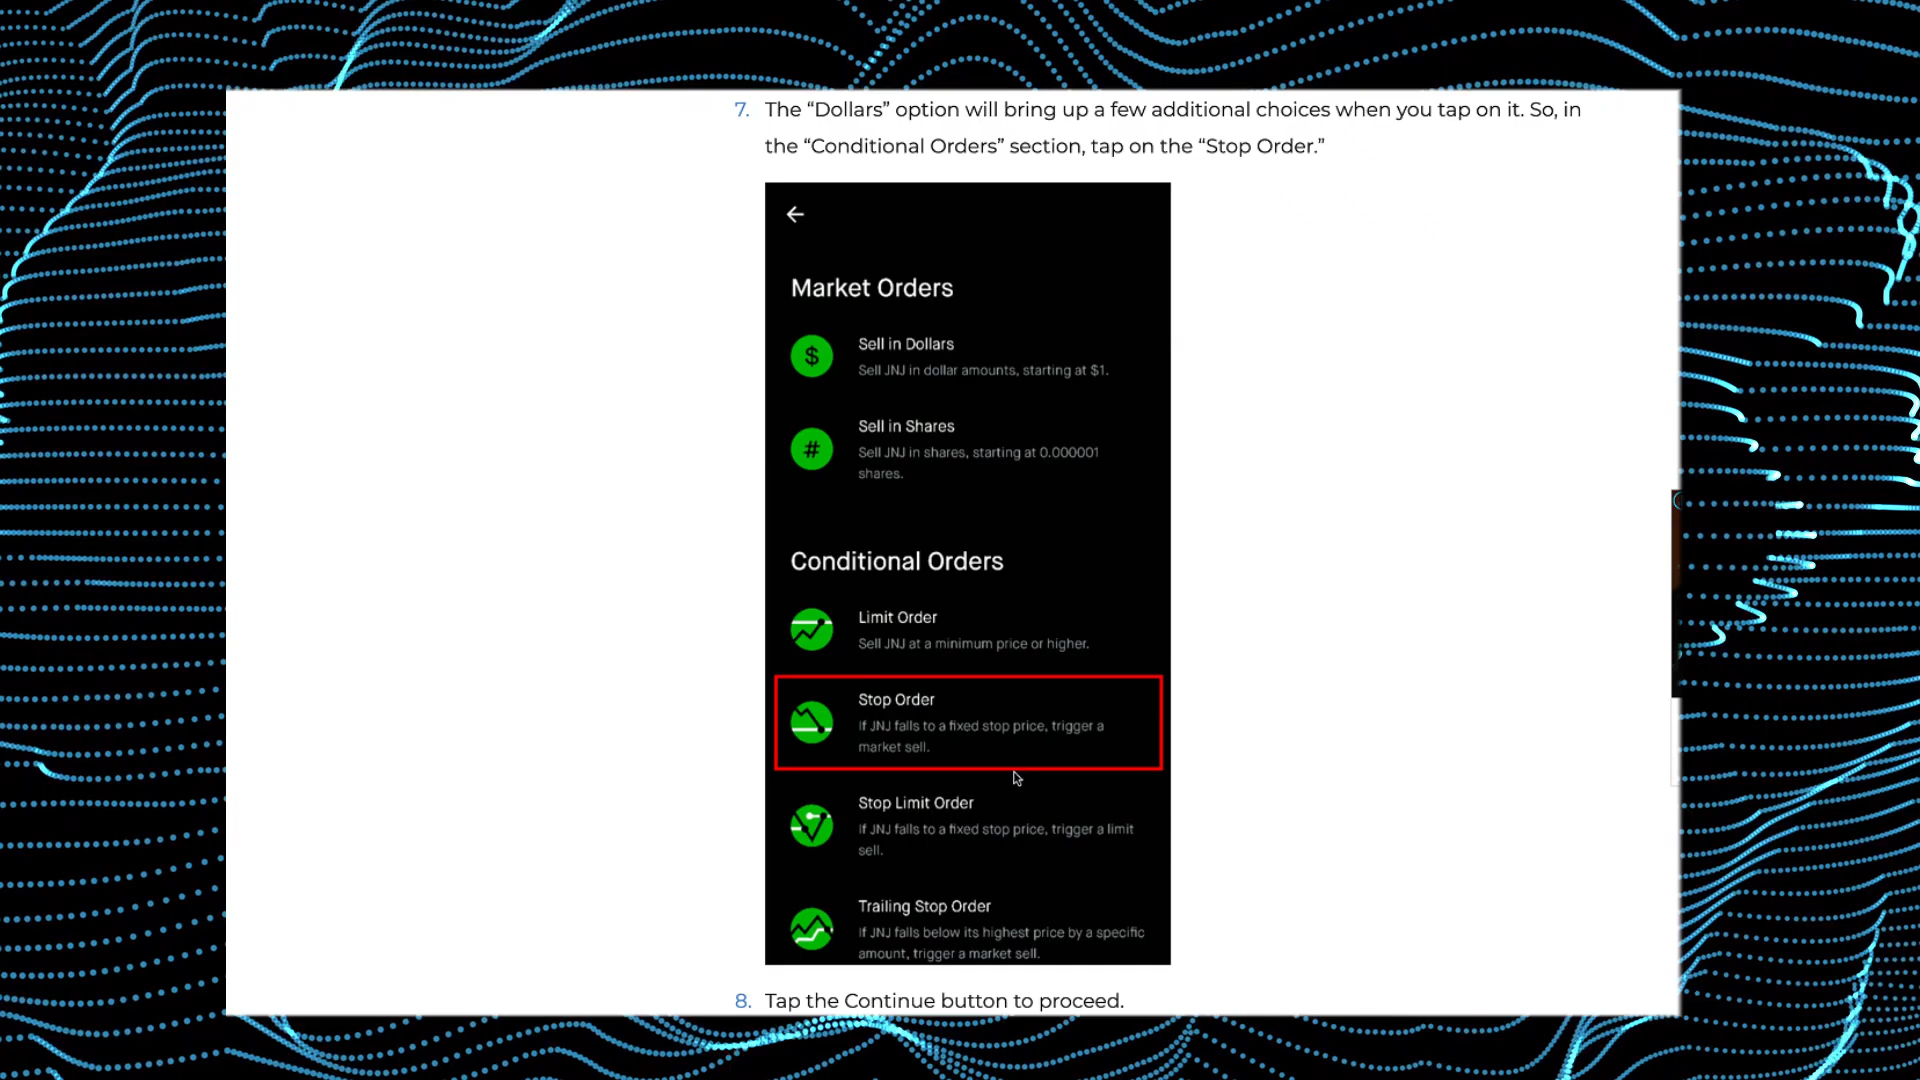 7. The “Dollars” option will bring up a few additional choices when you tap on it. So, in
the “Conditional Orders” section, tap on the “Stop Order.”
Market Orders
$
Sell in Dollars
Sell JNJ in dollar amounts, starting at $1.
#
Sell in Shares
Sell JNJ in shares, starting at 0.000001
shares.
Conditional Orders
Limit Order
Sell JNJ at a minimum price or higher.
Stop Order
If JNJ falls to a fixed stop price, trigger a
market sell.
Stop Limit Order
If JNJ falls to a fixed stop price, trigger a limit
sell.
Trailing Stop Order
If JNJ falls below its highest price by a specific
amount, trigger a market sell.
8. Tap the Continue button to proceed.